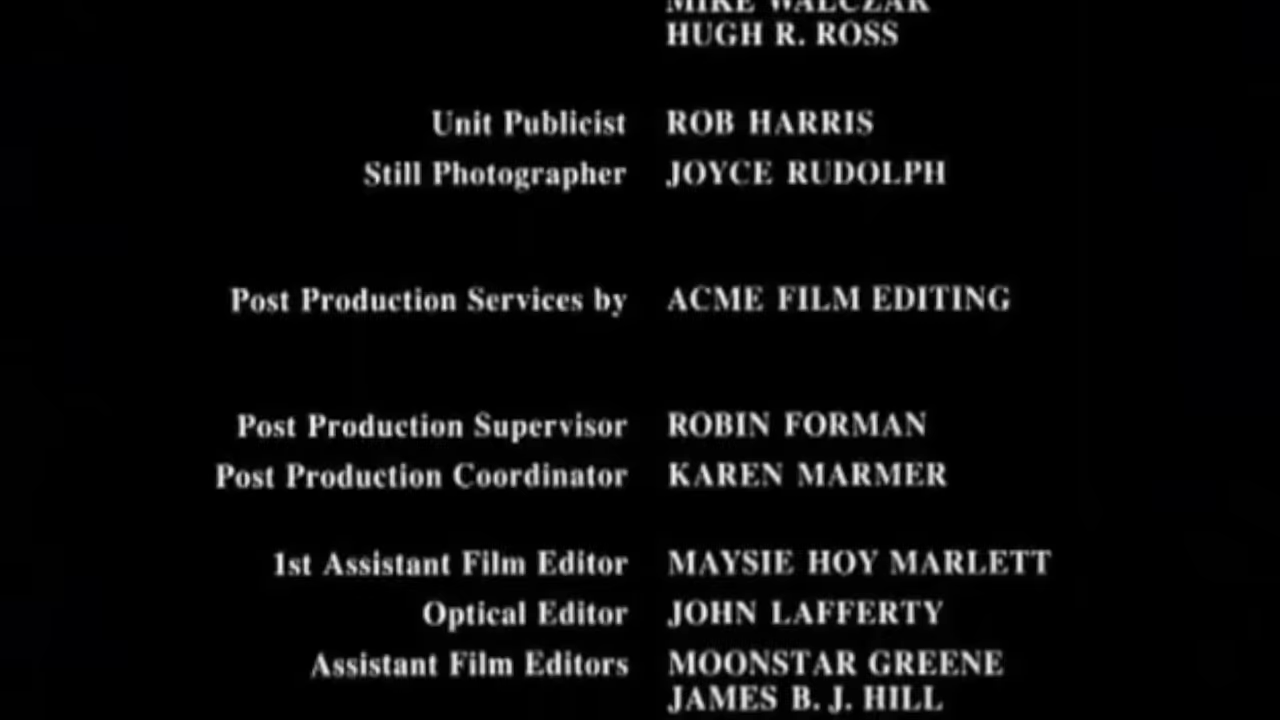 MIKE WALCZAK
HUGH R. ROSS
Unit Publicist ROB HARRIS
Still Photographer JOYCE RUDOLPH
Post Production Services by ACME FILM EDITING
Post Production Supervisor ROBIN FORMAN
Post Production Coordinator KAREN MARMER
1st Assistant Film Editor MAYSIE HOY MARLETT
Optical Editor JOHN LAFFERTY
Assistant Film Editors MOONSTAR GREENE
JAMES B. J. HILL